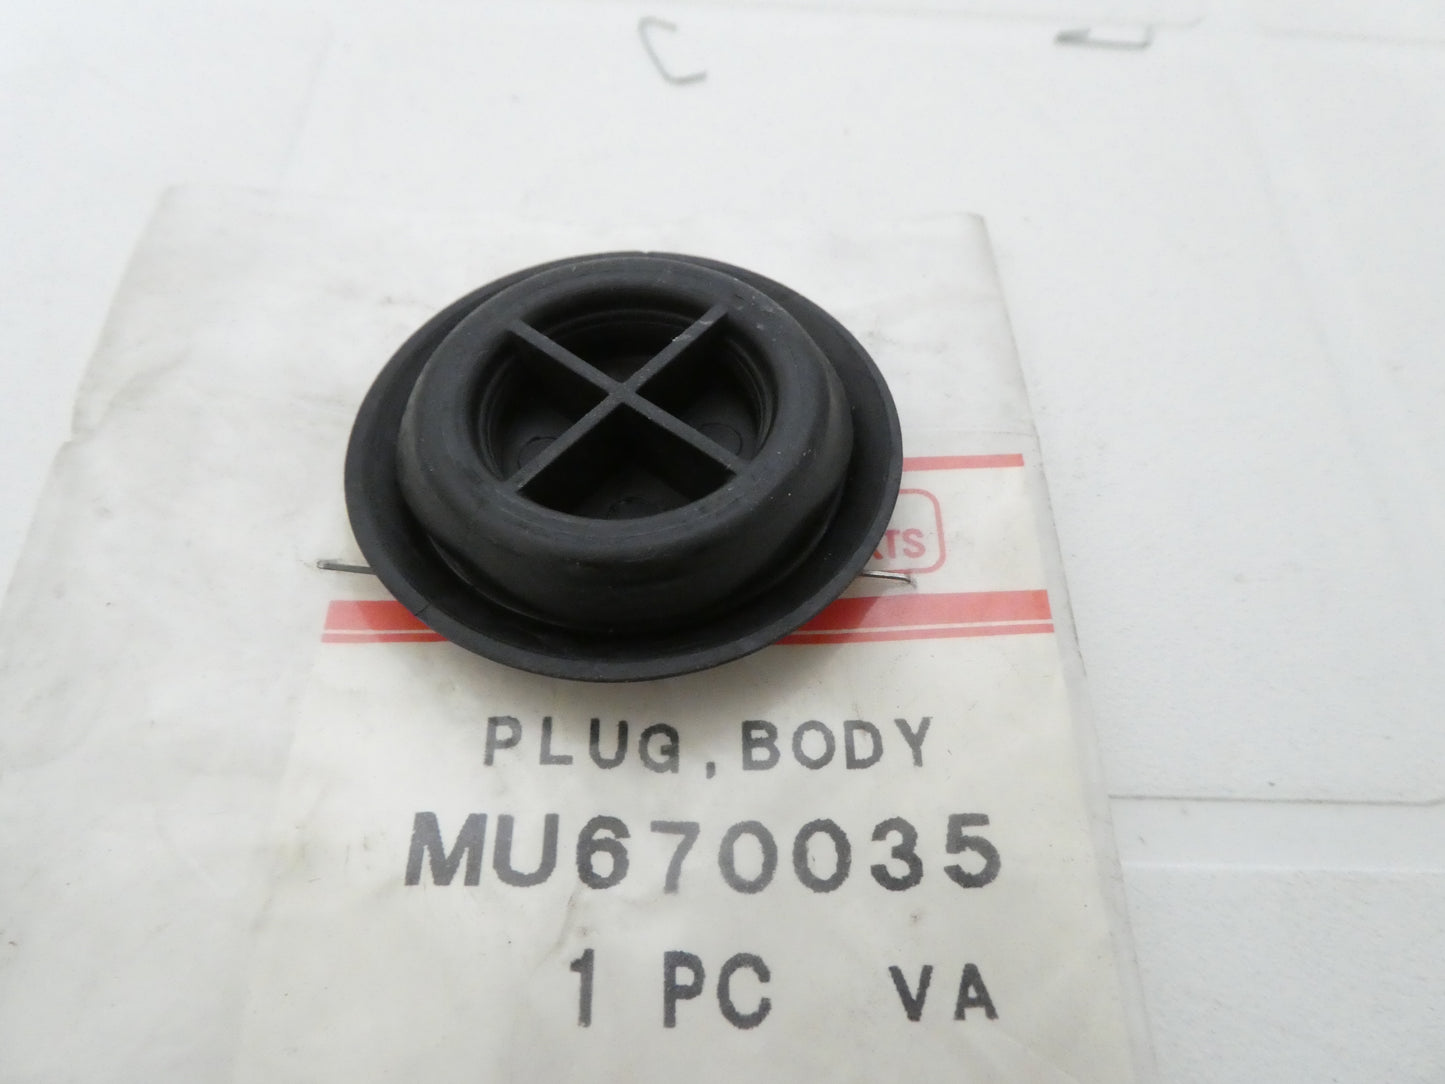 PLUG, BODY
MU670035
1 PC VA